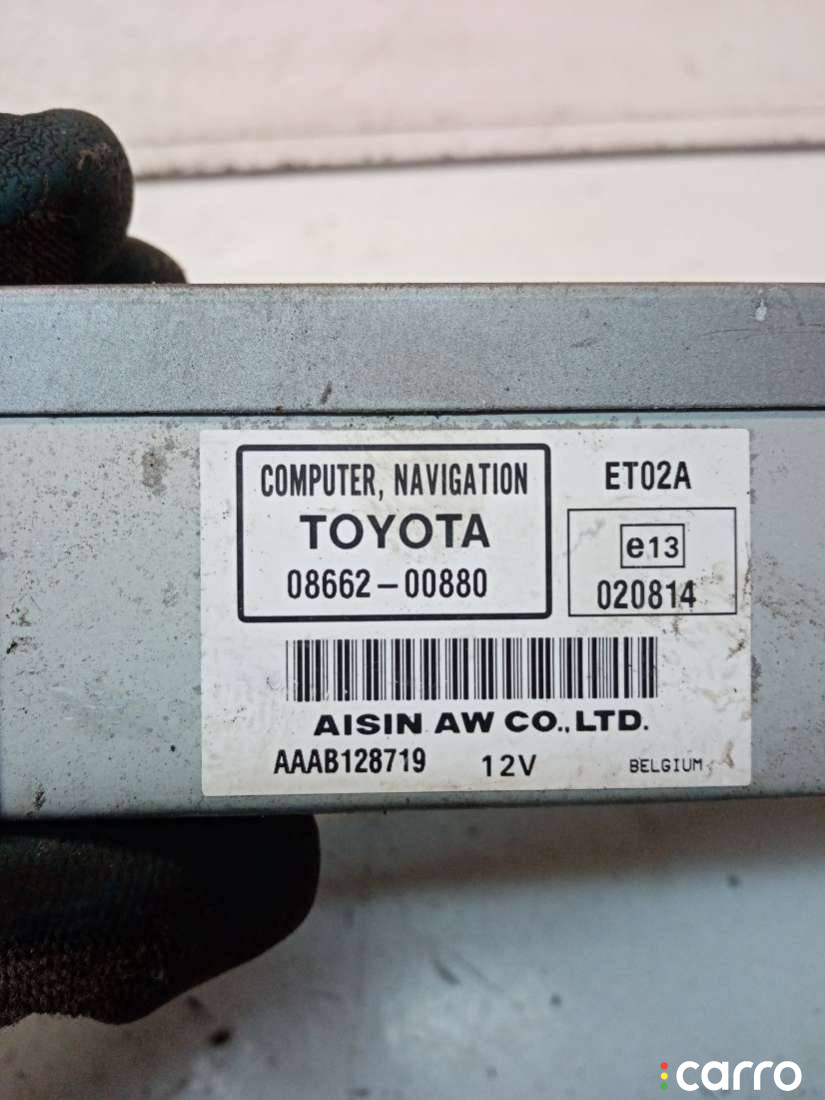 COMPUTER, NAVIGATION
TOYOTA
08662-00880
ET02A
e13
020814
AISIN AW CO., LTD.
AAAB128719 12V BELGIUM
carro